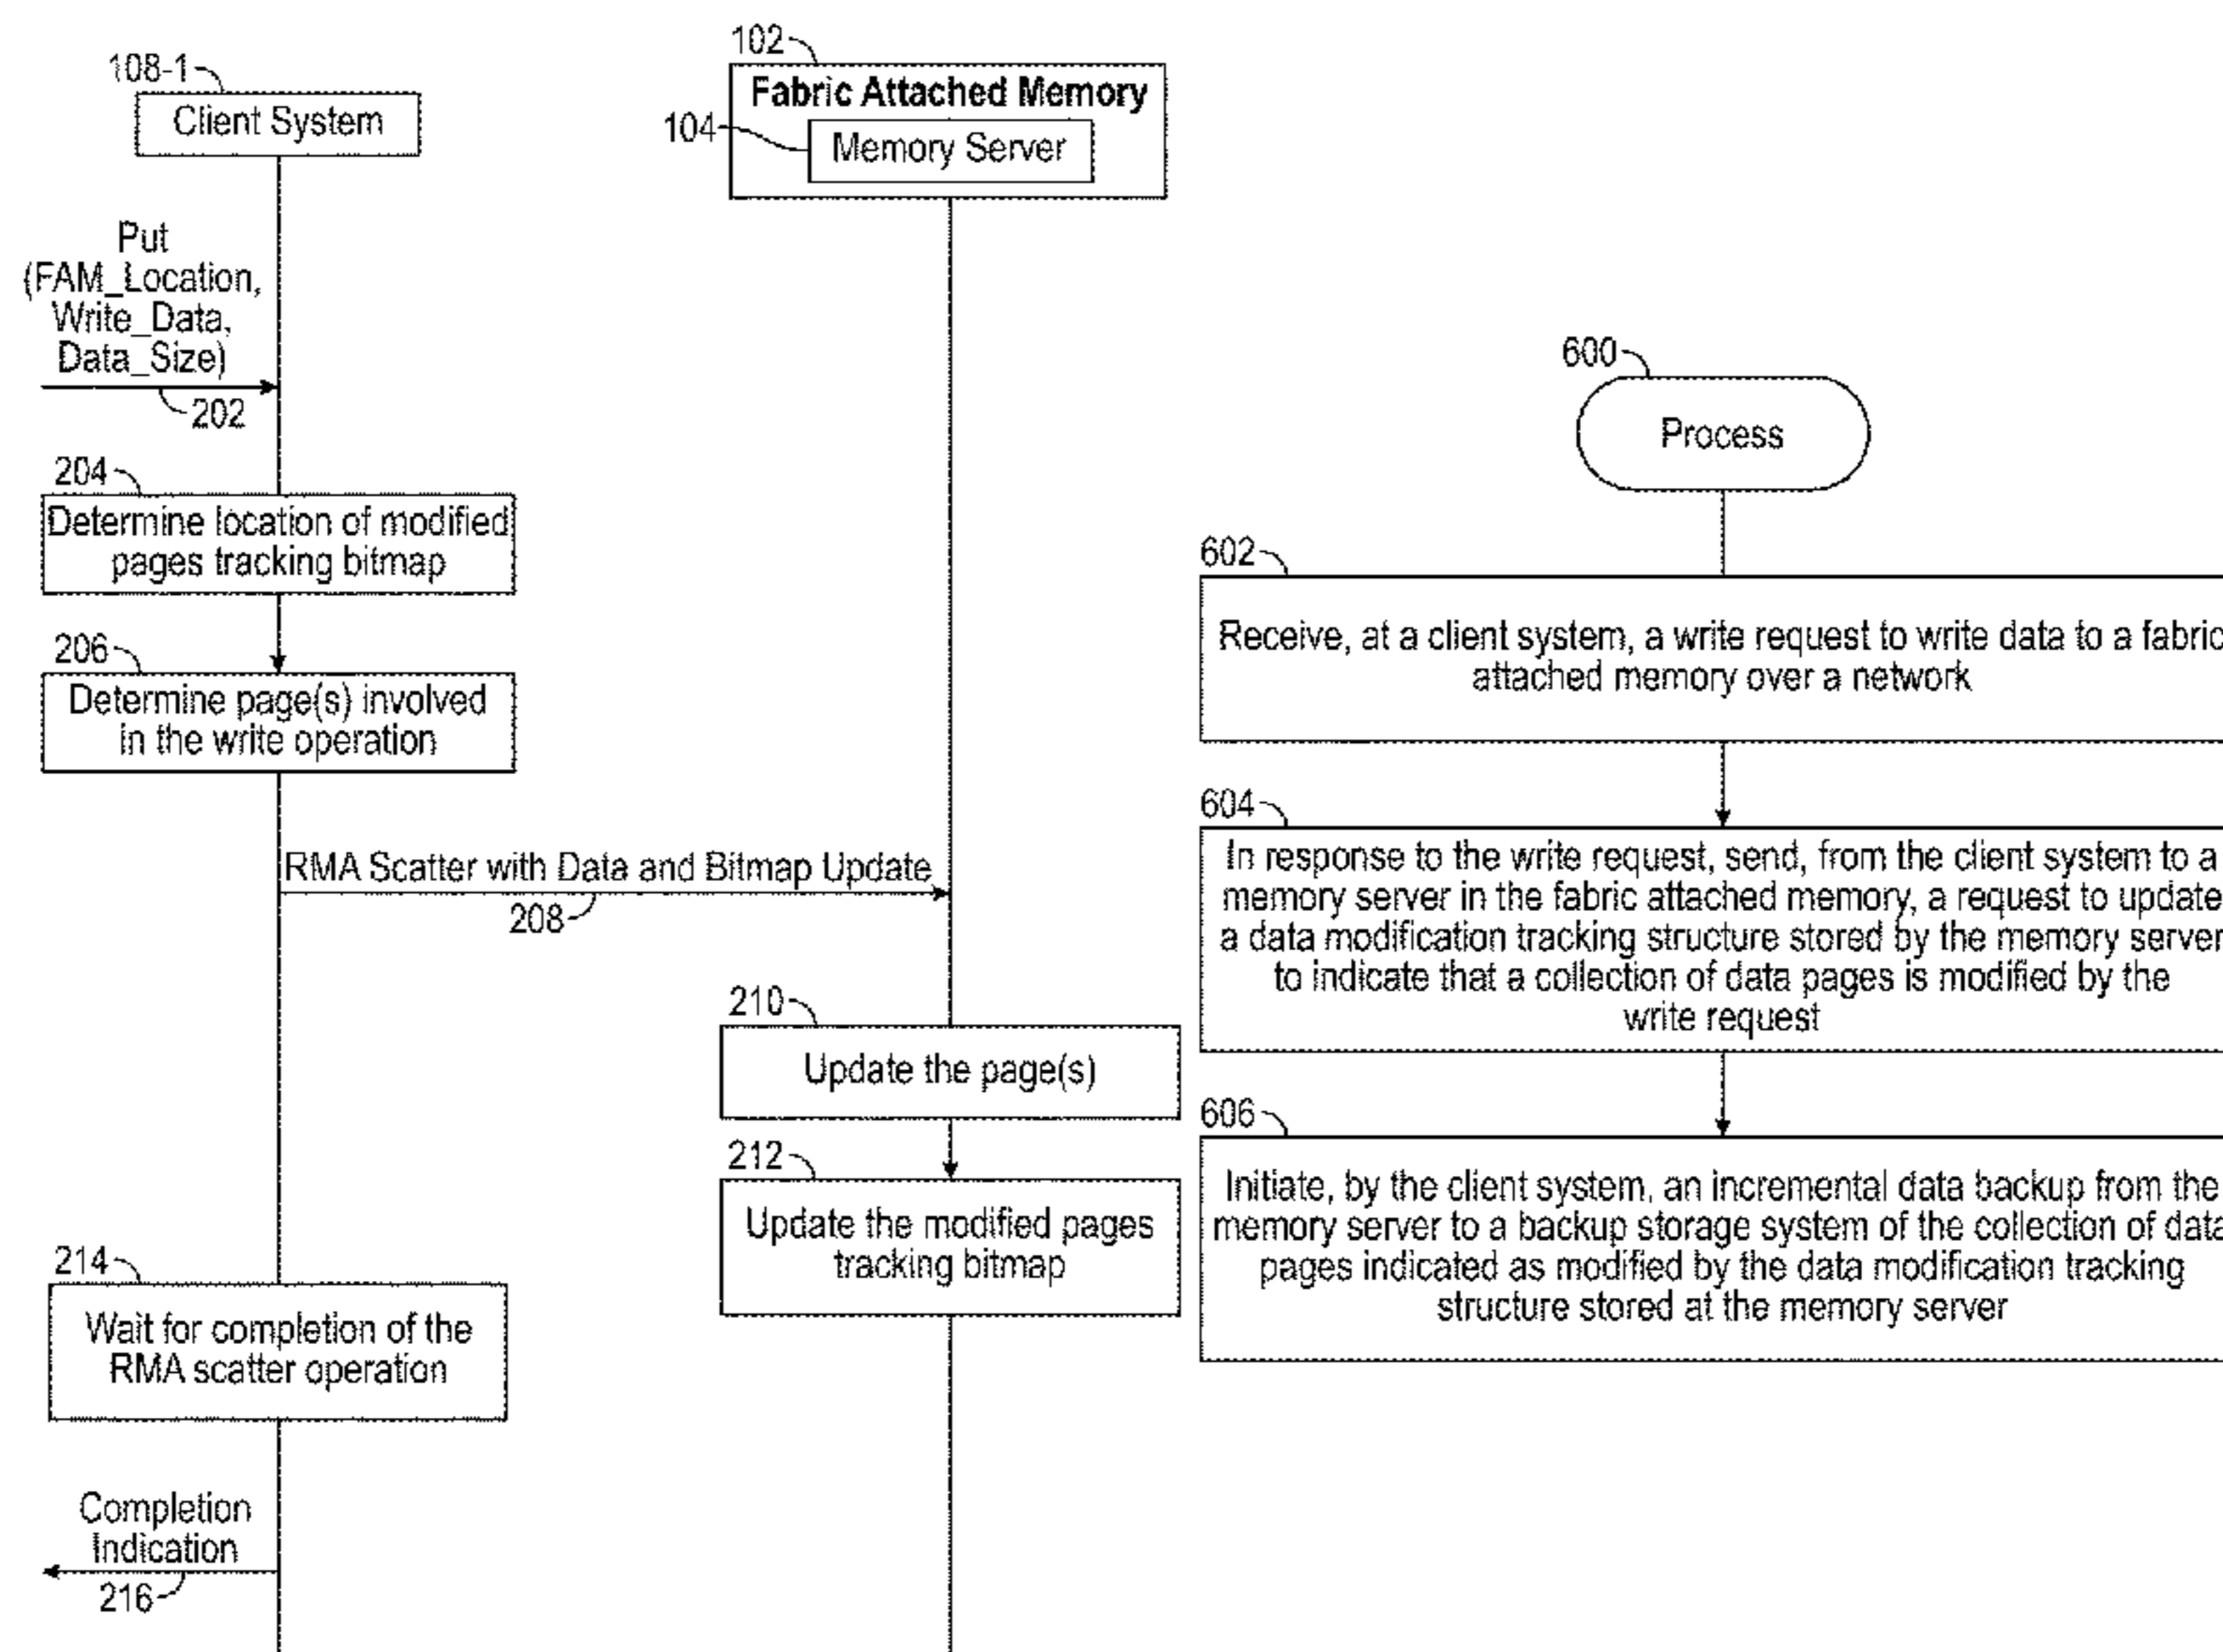 108-1
Client System
102
Fabric Attached Memory
104
Memory Server
Put
(FAM_Location,
Write_Data,
Data_Size)
202
204
Determine location of modified
pages tracking bitmap
206
Determine page(s) involved
in the write operation
RMA Scatter with Data and Bitmap Update
208
210
Update the page(s)
212
Update the modified pages
tracking bitmap
214
Wait for completion of the
RMA scatter operation
Completion
Indication
216
600
Process
602
Receive, at a client system, a write request to write data to a fabric
attached memory over a network
604
In response to the write request, send, from the client system to a
memory server in the fabric attached memory, a request to update
a data modification tracking structure stored by the memory server
to indicate that a collection of data pages is modified by the
write request
606
Initiate, by the client system, an incremental data backup from the
memory server to a backup storage system of the collection of data
pages indicated as modified by the data modification tracking
structure stored at the memory server